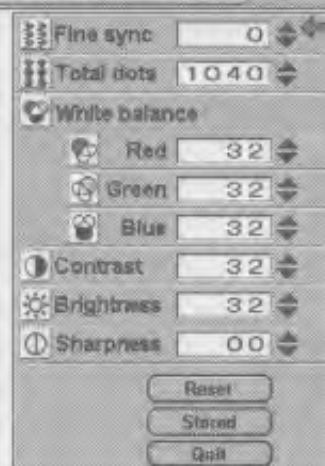 Fine sync 0
Total dots 1040
White balance
Red 32
Green 32
Blue 32
Contrast 32
Brightness 32
Sharpness 00
Reset
Stored
Quit